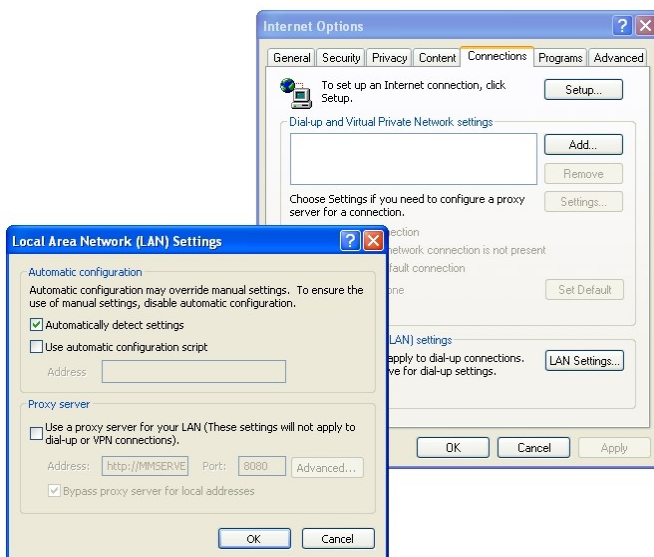 Internet Options
General Security Privacy Content Connections Programs Advanced
To set up an Internet connection, click
Setup.
Setup...
Dial-up and Virtual Private Network settings
Add...
Remove
Choose Settings if you need to configure a proxy
server for a connection.
Settings...
network connection is not present
connection
Set Default
LAN) settings
apply to dial-up connections.
for dial-up settings.
LAN Settings...
OK Cancel Apply
Local Area Network (LAN) Settings
Automatic configuration
Automatic configuration may override manual settings. To ensure the
use of manual settings, disable automatic configuration.
Automatically detect settings
Use automatic configuration script
Address
Proxy server
Use a proxy server for your LAN (These settings will not apply to
dial-up or VPN connections).
Address: http://MMSERVE Port: 8080 Advanced...
Bypass proxy server for local addresses
OK Cancel